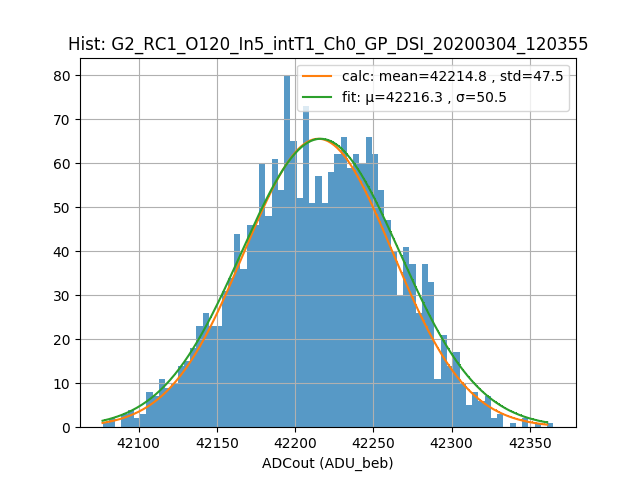 Hist: G2_RC1_O120_In5_intT1_Ch0_GP_DSI_20200304_120355
calc: mean=42214.8 , std=47.5
fit: μ=42216.3 , σ=50.5
80
70
60
50
40
30
20
10
0
42100 42150 42200 42250 42300 42350
ADCout (ADU_beb)